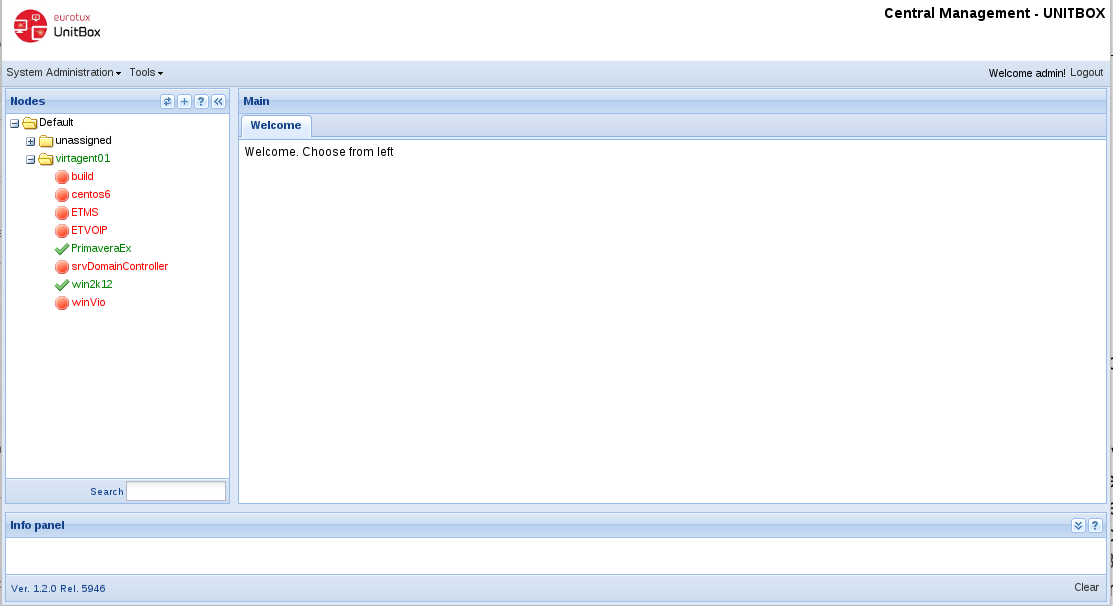 eurotux
UnitBox
Central Management - UNITBOX
System Administration Tools
Welcome admin! Logout
Nodes
Main
Default
unassigned
virtagent01
build
centos6
ETMS
ETVOIP
PrimaveraEx
srvDomainController
win2k12
winVio
Search
Welcome
Welcome. Choose from left
Info panel
Ver. 1.2.0 Rel. 5946
Clear